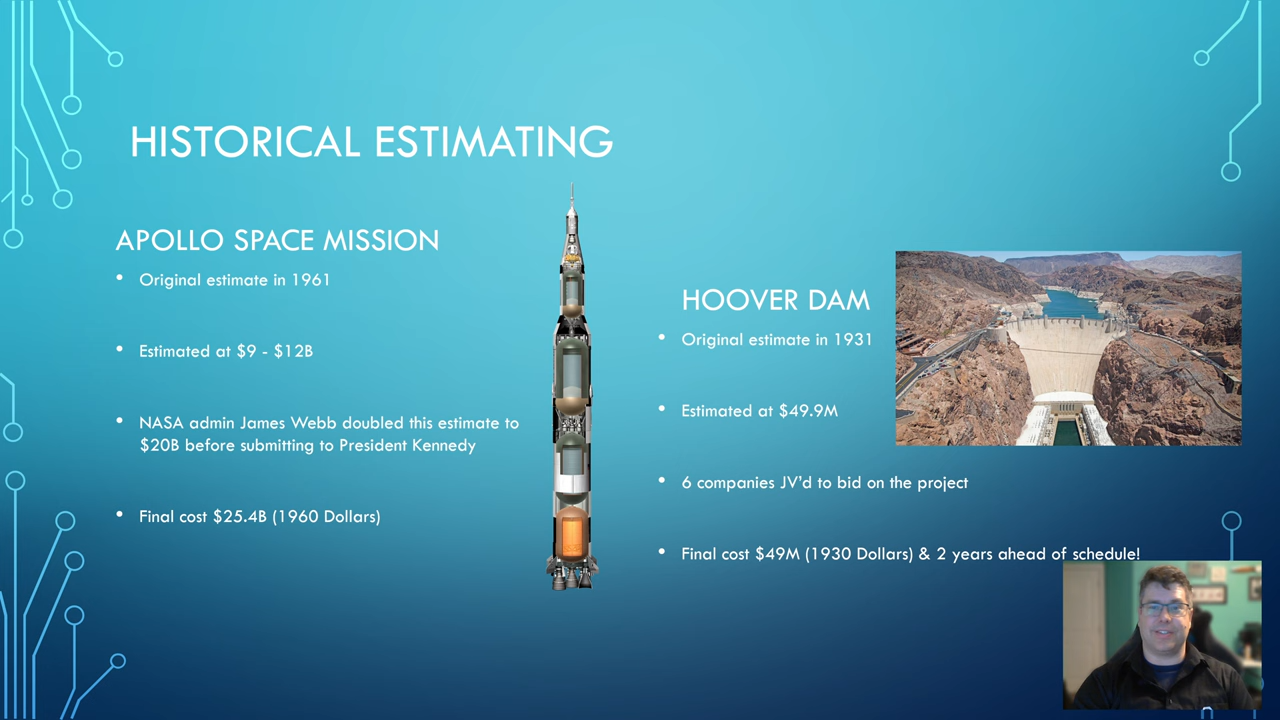 HISTORICAL ESTIMATING
APOLLO SPACE MISSION
• Original estimate in 1961
• Estimated at $9 - $12B
• NASA admin James Webb doubled this estimate to
$20B before submitting to President Kennedy
• Final cost $25.4B (1960 Dollars)
HOOVER DAM
• Original estimate in 1931
• Estimated at $49.9M
• 6 companies JV'd to bid on the project
• Final cost $49M (1930 Dollars) & 2 years ahead of schedule!